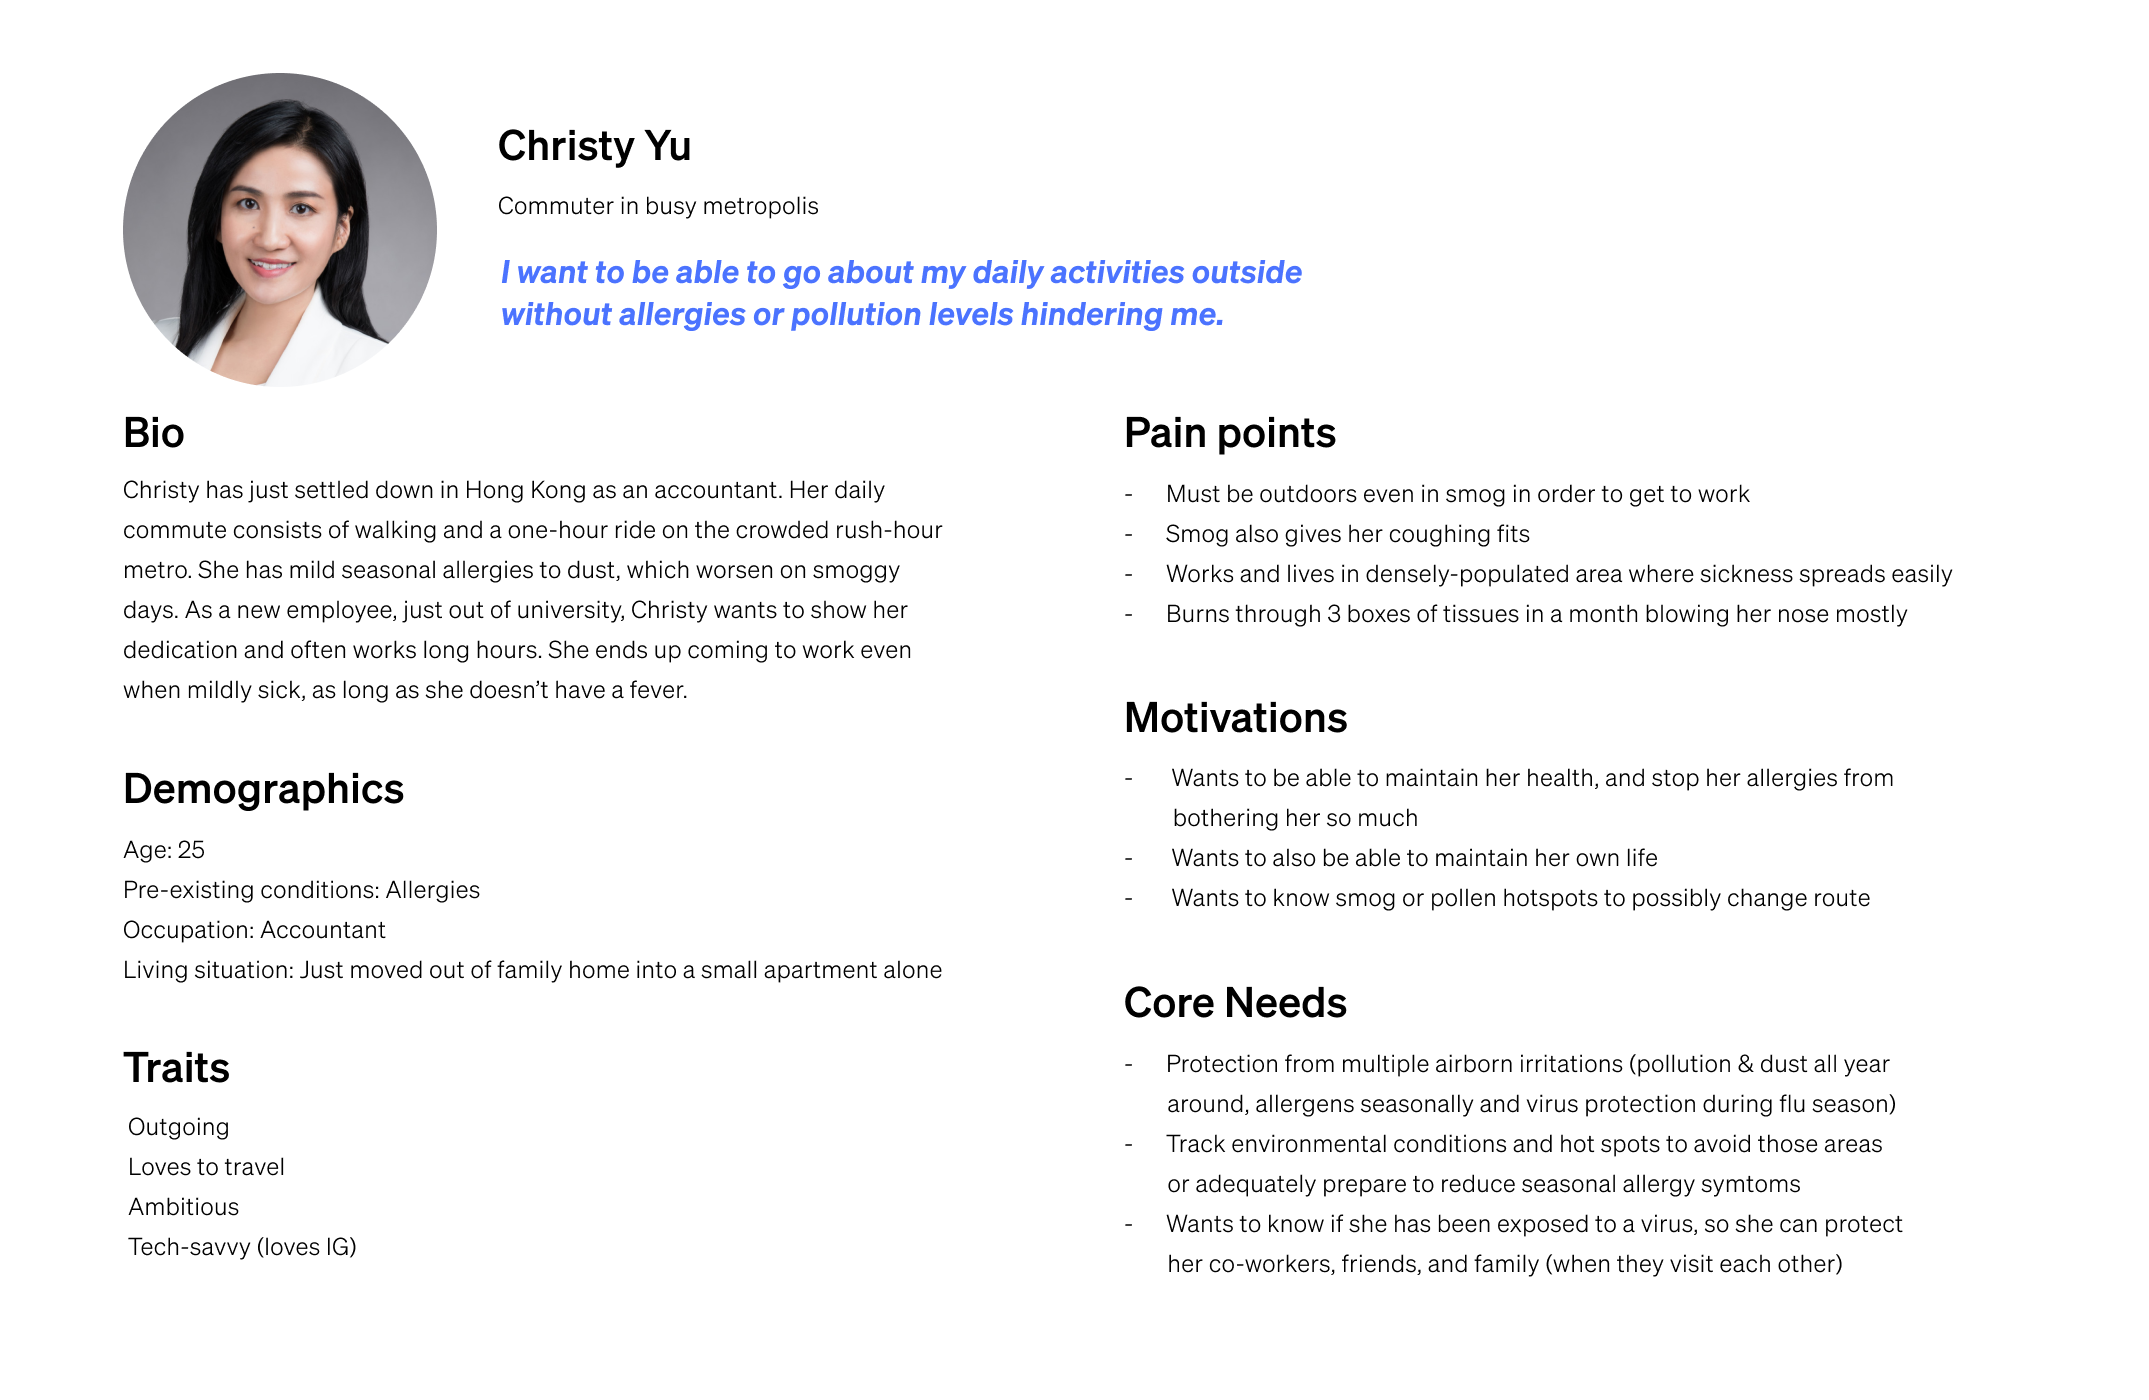 Christy Yu
Commuter in busy metropolis
I want to be able to go about my daily activities outside
without allergies or pollution levels hindering me.
Bio
Christy has just settled down in Hong Kong as an accountant. Her daily
commute consists of walking and a one-hour ride on the crowded rush-hour
metro. She has mild seasonal allergies to dust, which worsen on smoggy
days. As a new employee, just out of university, Christy wants to show her
dedication and often works long hours. She ends up coming to work even
when mildly sick, as long as she doesn’t have a fever.
Demographics
Age: 25
Pre-existing conditions: Allergies
Occupation: Accountant
Living situation: Just moved out of family home into a small apartment alone
Traits
Outgoing
Loves to travel
Ambitious
Tech-savvy (loves IG)
Pain points
- Must be outdoors even in smog in order to get to work
- Smog also gives her coughing fits
- Works and lives in densely-populated area where sickness spreads easily
- Burns through 3 boxes of tissues in a month blowing her nose mostly
Motivations
- Wants to be able to maintain her health, and stop her allergies from
bothering her so much
- Wants to also be able to maintain her own life
- Wants to know smog or pollen hotspots to possibly change route
Core Needs
- Protection from multiple airborn irritations (pollution & dust all year
around, allergens seasonally and virus protection during flu season)
- Track environmental conditions and hot spots to avoid those areas
or adequately prepare to reduce seasonal allergy symtoms
- Wants to know if she has been exposed to a virus, so she can protect
her co-workers, friends, and family (when they visit each other)